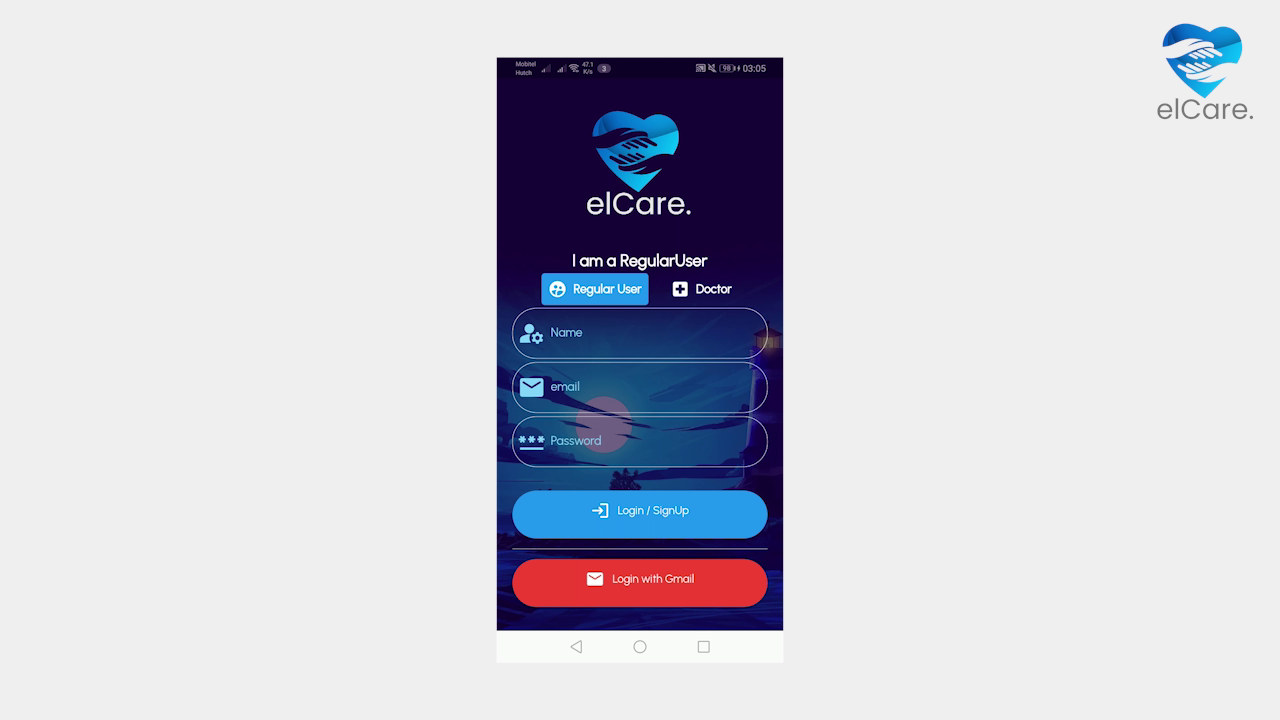 Mobitel
Hutch
47.1
K/s
3
98
03:05
elCare.
elCare.
I am a RegularUser
Regular User
Doctor
Name
email
*** Password
Login / SignUp
Login with Gmail